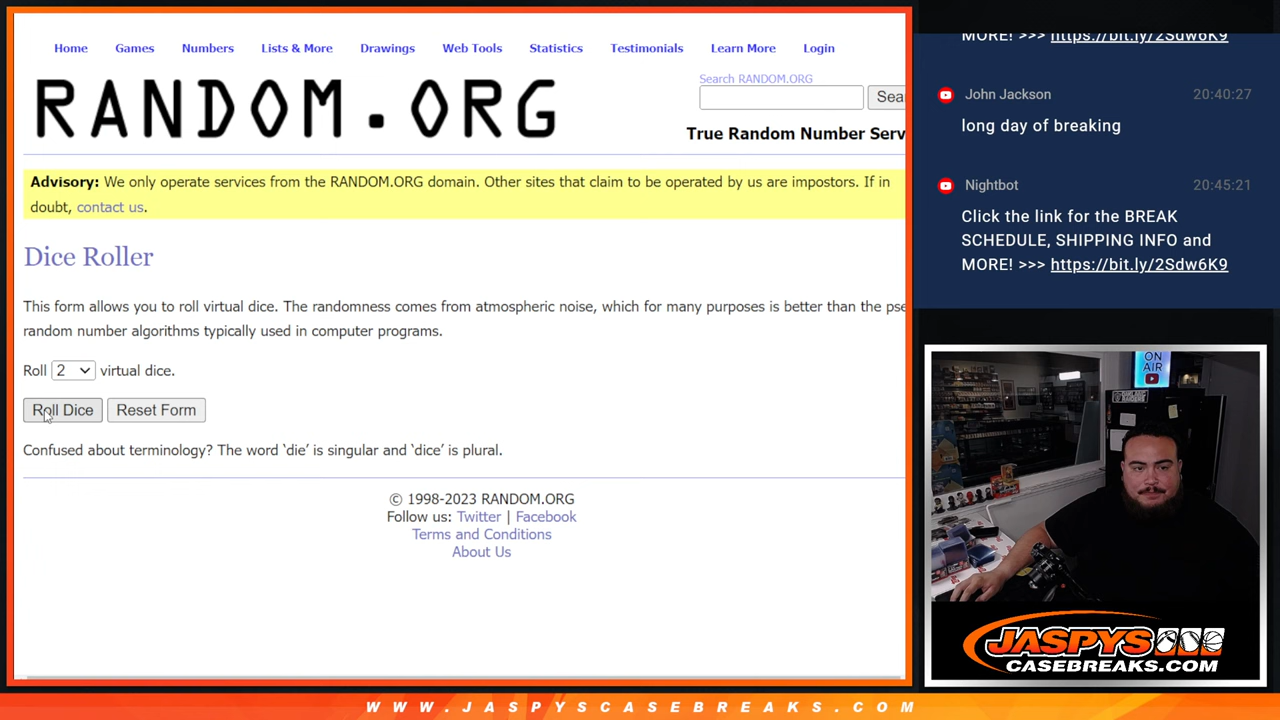 Home Games Numbers Lists & More Drawings Web Tools Statistics Testimonials Learn More Login
RANDOM.ORG
Search RANDOM.ORG
Sea
True Random Number Serv
Advisory: We only operate services from the RANDOM.ORG domain. Other sites that claim to be operated by us are impostors. If in
doubt, contact us.
Dice Roller
This form allows you to roll virtual dice. The randomness comes from atmospheric noise, which for many purposes is better than the pse
random number algorithms typically used in computer programs.
Roll 2 virtual dice.
Roll Dice Reset Form
Confused about terminology? The word ‘die’ is singular and ‘dice’ is plural.
© 1998-2023 RANDOM.ORG
Follow us: Twitter | Facebook
Terms and Conditions
About Us
MORE! >>> https://bit.ly/2Sdw6K9
John Jackson 20:40:27
long day of breaking
Nightbot 20:45:21
Click the link for the BREAK
SCHEDULE, SHIPPING INFO and
MORE! >>> https://bit.ly/2Sdw6K9
ON
AIR
JASPYS
CASEBREAKS.COM
WWW.JASPYSCASEBREAKS.COM